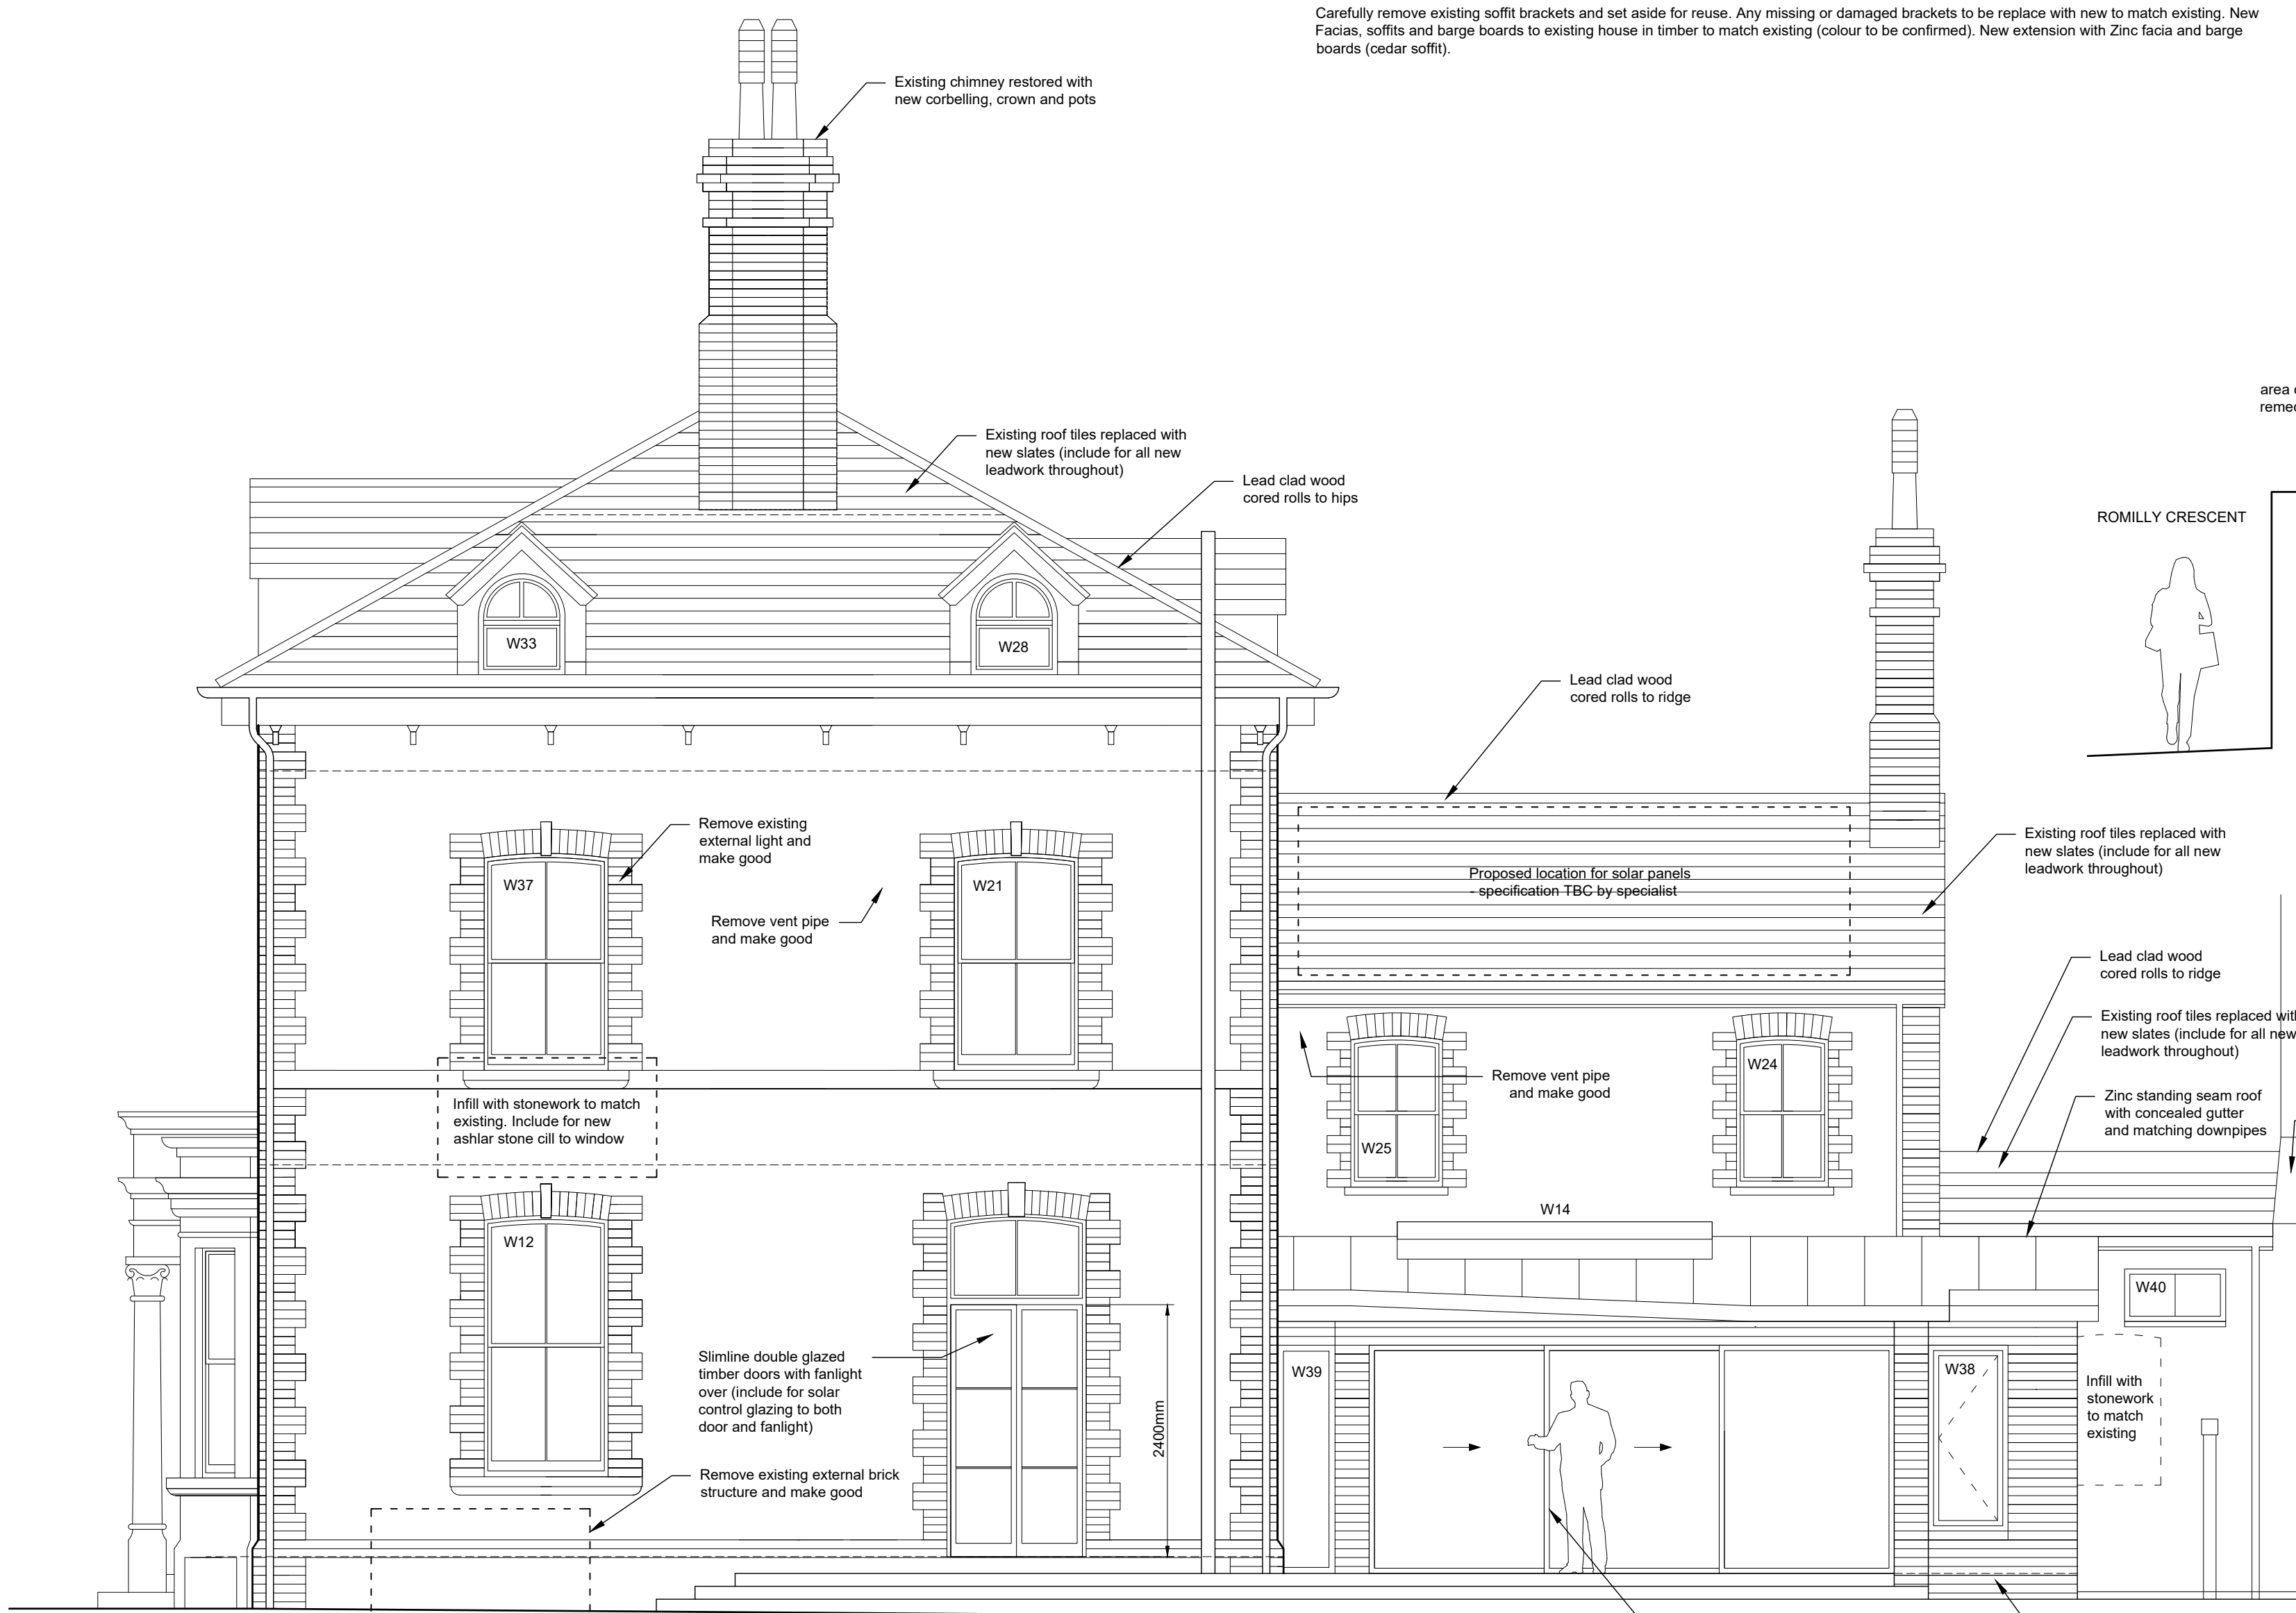 Carefully remove existing soffit brackets and set aside for reuse. Any missing or damaged brackets to be replace with new to match existing. New
Facias, soffits and barge boards to existing house in timber to match existing (colour to be confirmed). New extension with Zinc facia and barge
boards (cedar soffit).
Existing chimney restored with
new corbelling, crown and pots
area
Existing roof tiles replaced with
new slates (include for all new
leadwork throughout)
Lead clad wood
cored rolls to hips
ROMILLY CRESCENT
W33
W28
Lead clad wood
cored rolls to ridge
Remove existing
external light and
make good
W37
W21
Remove vent pipe
and make good
Proposed location for solar panels
- specification TBC by specialist
Existing roof tiles replaced with
new slates (include for all new
leadwork throughout)
Lead clad wood
cored rolls to ridge
Existing roof tiles replaced with
new slates (include for all new
leadwork throughout)
W24
Remove vent pipe
and make good
W25
Infill with stonework to match
existing. Include for new
ashlar stone cill to window
Zinc standing seam roof
with concealed gutter
and matching downpipes
W14
W12
W40
Slimline double glazed
timber doors with fanlight
over (include for solar
control glazing to both
door and fanlight)
2400mm
W39
W38
Infill with
stonework
to match
existing
Remove existing external brick
structure and make good